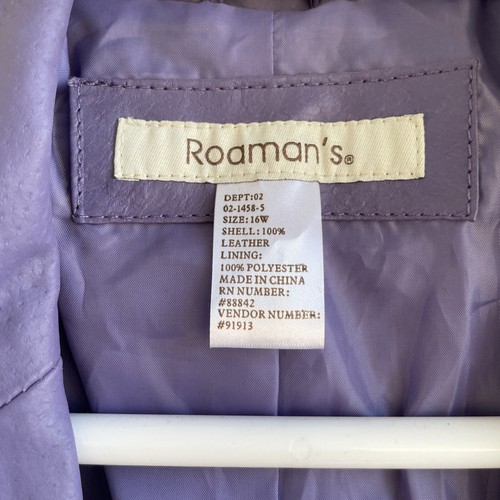 Roaman's®
DEPT:02
02-1458-5
SIZE:16W
SHELL:100%
LEATHER
LINING:
100% POLYESTER
MADE IN CHINA
RN NUMBER:
#88842
VENDOR NUMBER:
#91913